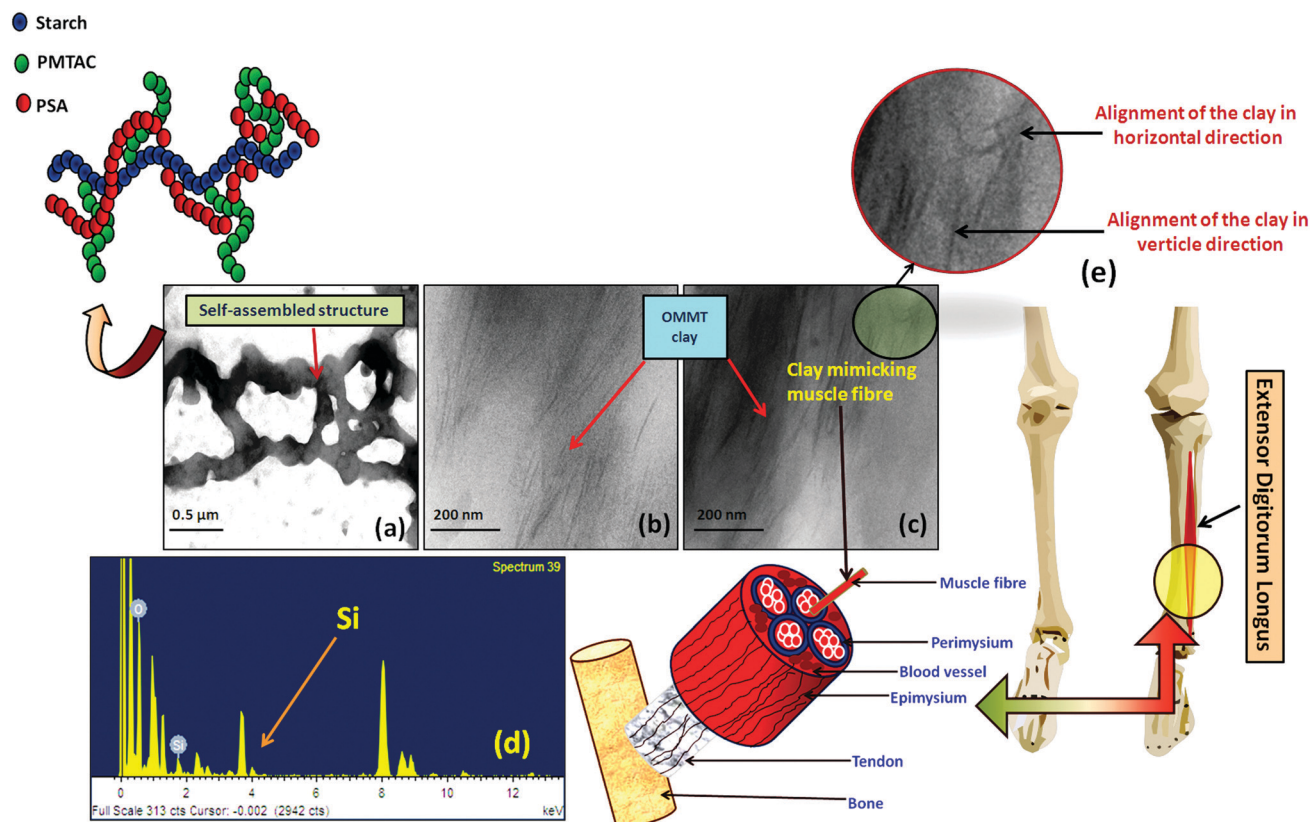 Starch
PMTAC
PSA
Alignment of the clay in
horizontal direction
Alignment of the clay in
verticle direction
(e)
Self-assembled structure
0.5 µm
(a)
OMMT
clay
200 nm
(b)
Clay mimicking
muscle fibre
200 nm
(c)
Extensor Digitorum Longus
Spectrum 39
O
Si
Si
(d)
0 2 4 6 8 10 12
Full Scale 313 cts Cursor: -0.002 (2942 cts)
keV
Muscle fibre
Perimysium
Blood vessel
Epimysium
Tendon
Bone